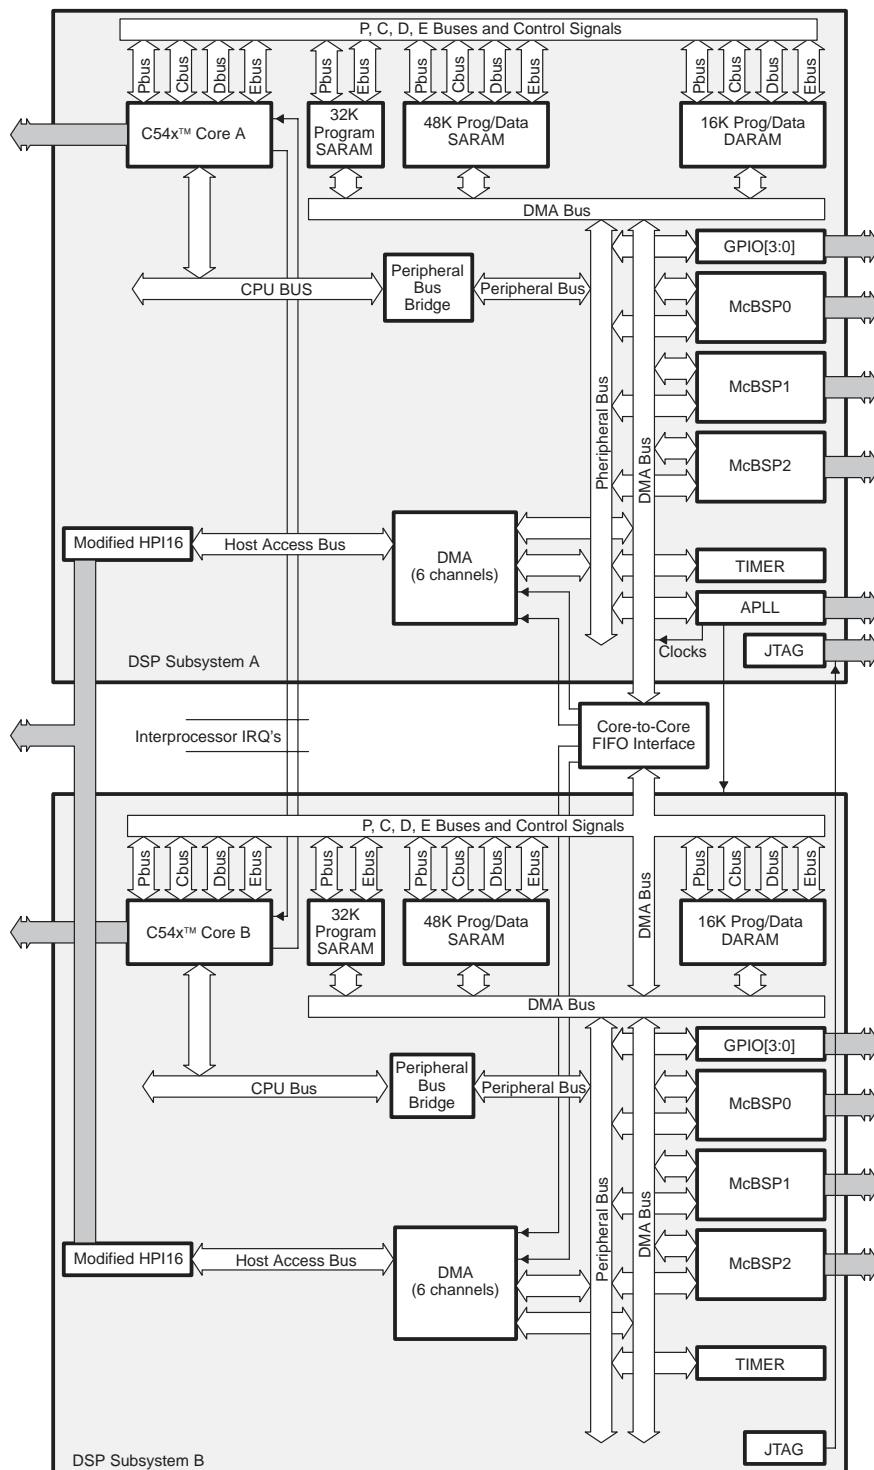 P, C, D, E Buses and Control Signals
Pbus
Cbus
Dbus
Ebus
Pbus
Ebus
Pbus
Cbus
Dbus
Ebus
Pbus
Cbus
Dbus
Ebus
C54x™ Core A
32K
Program
SARAM
48K Prog/Data
SARAM
16K Prog/Data
DARAM
DMA Bus
GPIO[3:0]
CPU BUS
Peripheral
Bus
Bridge
Peripheral Bus
McBSP0
McBSP1
Pheripheral Bus
DMA Bus
McBSP2
Modified HPI16
Host Access Bus
DMA
(6 channels)
TIMER
APLL
Clocks
JTAG
DSP Subsystem A
Interprocessor IRQ's
Core-to-Core
FIFO Interface
P, C, D, E Buses and Control Signals
Pbus
Cbus
Dbus
Ebus
Pbus
Ebus
Pbus
Cbus
Dbus
Ebus
DMA Bus
Pbus
Cbus
Dbus
Ebus
C54x™ Core B
32K
Program
SARAM
48K Prog/Data
SARAM
16K Prog/Data
DARAM
DMA Bus
GPIO[3:0]
CPU Bus
Peripheral
Bus
Bridge
Peripheral Bus
McBSP0
McBSP1
Peripheral Bus
DMA Bus
McBSP2
Modified HPI16
Host Access Bus
DMA
(6 channels)
TIMER
JTAG
DSP Subsystem B